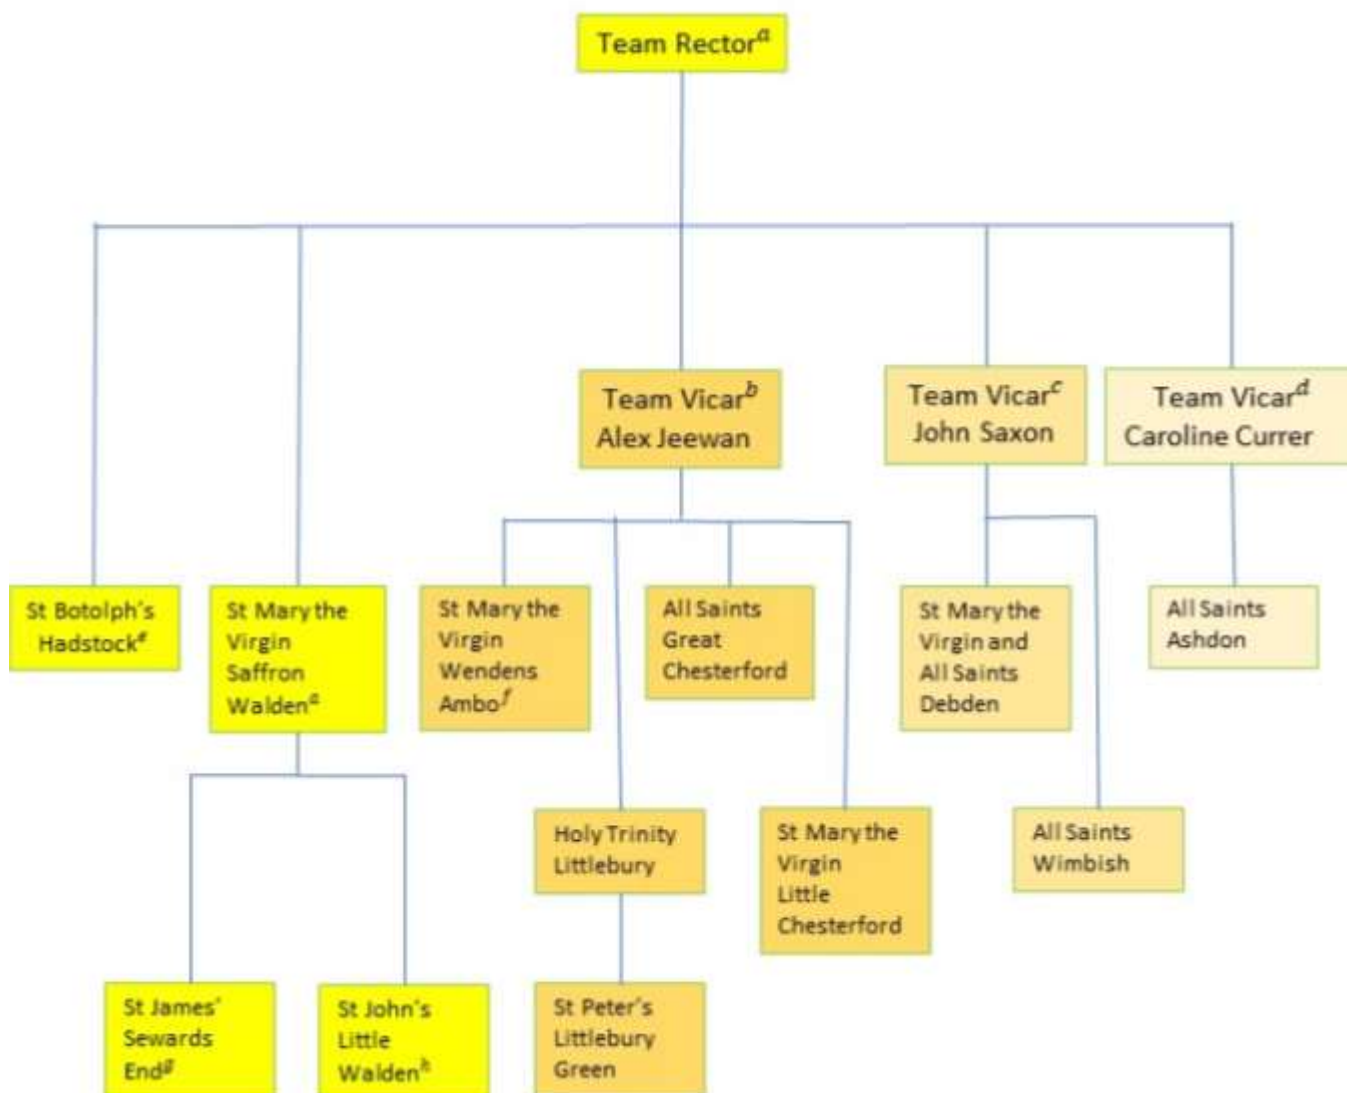 Team Rector^a
Team Vicar^b
Alex Jeewan
Team Vicar^c
John Saxon
Team Vicar^d
Caroline Currer
St Botolph's
Hadstock^e
St Mary the
Virgin
Saffron
Walden^a
St Mary the
Virgin
Wendens
Ambo^f
All Saints
Great
Chesterford
St Mary the
Virgin and
All Saints
Debden
All Saints
Ashdon
Holy Trinity
Littlebury
St Mary the
Virgin
Little
Chesterford
All Saints
Wimbish
St James'
Sewards
End^g
St John's
Little
Walden^h
St Peter's
Littlebury
Green